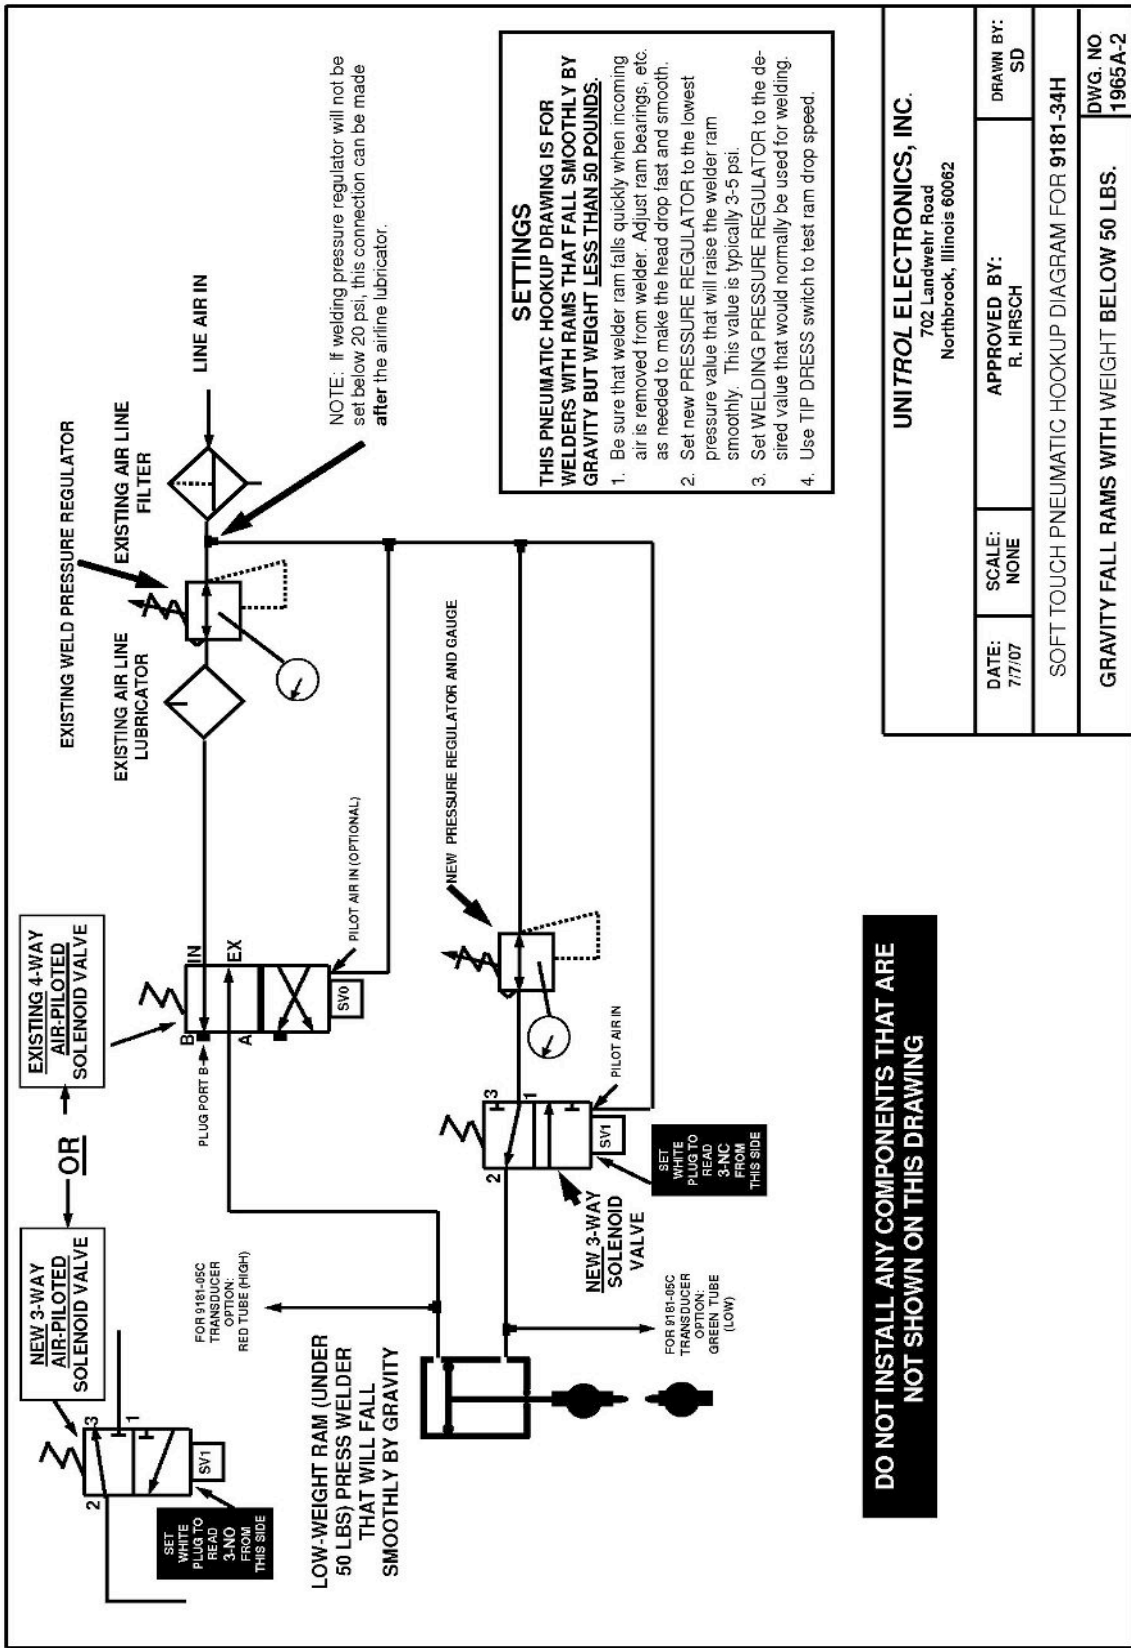 NEW 3-WAY
AIR-PILOTED
SOLENOID VALVE
OR
EXISTING 4-WAY
AIR-PILOTED
SOLENOID VALVE
2
3
1
SV1
SET
WHITE
PLUG TO
READ
3-NO
FROM
THIS SIDE
EXISTING WELD PRESSURE REGULATOR
EXISTING AIR LINE
LUBRICATOR
EXISTING AIR LINE
FILTER
LINE AIR IN
B
IN
A
EX
PLUG PORT B
SV0
PILOT AIR IN (OPTIONAL)
NOTE: If welding pressure regulator will not be
set below 20 psi, this connection can be made
after the airline lubricator.
FOR 9181-05C
TRANSDUCER
OPTION:
RED TUBE (HIGH)
LOW-WEIGHT RAM (UNDER
50 LBS) PRESS WELDER
THAT WILL FALL
SMOOTHLY BY GRAVITY
NEW PRESSURE REGULATOR AND GAUGE
2
3
1
SV1
PILOT AIR IN
NEW 3-WAY
SOLENOID
VALVE
SET
WHITE
PLUG TO
READ
3-NC
FROM
THIS SIDE
FOR 9181-05C
TRANSDUCER
OPTION:
GREEN TUBE
(LOW)
SETTINGS
THIS PNEUMATIC HOOKUP DRAWING IS FOR
WELDERS WITH RAMS THAT FALL SMOOTHLY BY
GRAVITY BUT WEIGHT LESS THAN 50 POUNDS.
1. Be sure that welder ram falls quickly when incoming
air is removed from welder. Adjust ram bearings, etc.
as needed to make the head drop fast and smooth.
2. Set new PRESSURE REGULATOR to the lowest
pressure value that will raise the welder ram
smoothly. This value is typically 3-5 psi.
3. Set WELDING PRESSURE REGULATOR to the de-
sired value that would normally be used for welding.
4. Use TIP DRESS switch to test ram drop speed.
DO NOT INSTALL ANY COMPONENTS THAT ARE
NOT SHOWN ON THIS DRAWING
UNITROL ELECTRONICS, INC.
702 Landwehr Road
Northbrook, Illinois 60062
DATE:
7/7/07
SCALE:
NONE
APPROVED BY:
R. HIRSCH
DRAWN BY:
SD
SOFT TOUCH PNEUMATIC HOOKUP DIAGRAM FOR 9181-34H
GRAVITY FALL RAMS WITH WEIGHT BELOW 50 LBS.
DWG. NO
1965A-2